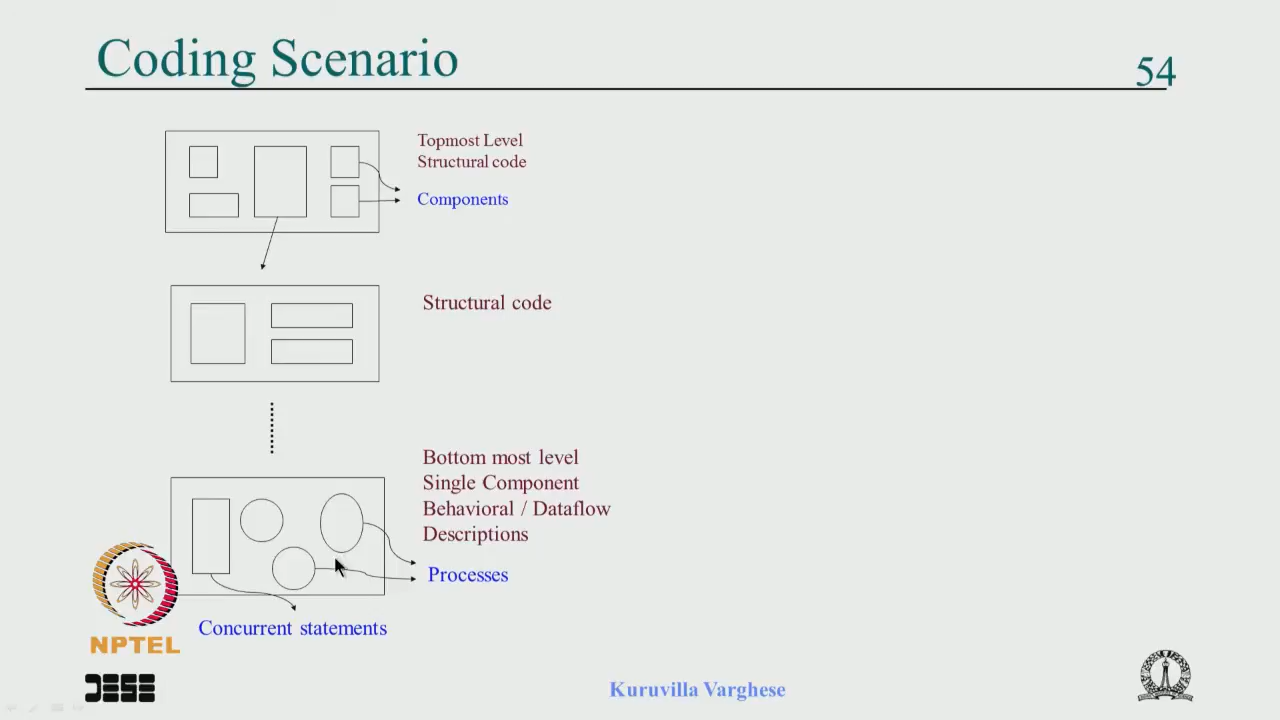 Coding Scenario
54
Topmost Level
Structural code
Components
Structural code
Bottom most level
Single Component
Behavioral / Dataflow
Descriptions
Processes
Concurrent statements
NPTEL
Kuruvilla Varghese